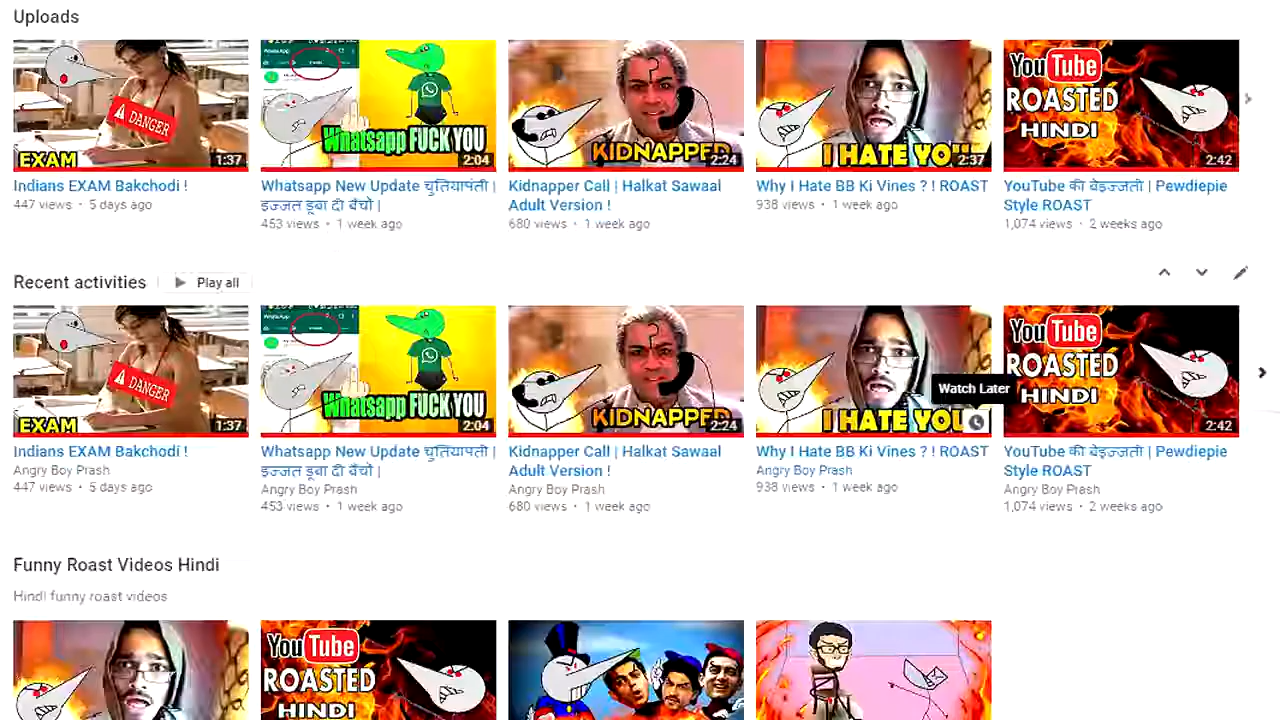 Uploads
DANGER
EXAM
1:37
WhatsApp
Whatsapp FUCK YOU
2:04
KIDNAPPED
2:24
I HATE YO
2:37
YouTube
ROASTED
HINDI
2:42
Indians EXAM Bakchodi !
447 views • 5 days ago
Whatsapp New Update चुतियापंती |
इज्जत डूबा दी बैंचो |
453 views • 1 week ago
Kidnapper Call | Halkat Sawaal
Adult Version !
680 views • 1 week ago
Why I Hate BB Ki Vines ? ! ROAST
938 views • 1 week ago
YouTube की बेइज्जती | Pewdiepie
Style ROAST
1,074 views • 2 weeks ago
Recent activities
Play all
DANGER
EXAM
1:37
WhatsApp
Whatsapp FUCK YOU
2:04
KIDNAPPED
2:24
Watch Later
I HATE YOU
YouTube
ROASTED
HINDI
2:42
Indians EXAM Bakchodi !
Angry Boy Prash
447 views • 5 days ago
Whatsapp New Update चुतियापंती |
इज्जत डूबा दी बैंचो |
Angry Boy Prash
453 views • 1 week ago
Kidnapper Call | Halkat Sawaal
Adult Version !
Angry Boy Prash
680 views • 1 week ago
Why I Hate BB Ki Vines ? ! ROAST
Angry Boy Prash
938 views • 1 week ago
YouTube की बेइज्जती | Pewdiepie
Style ROAST
Angry Boy Prash
1,074 views • 2 weeks ago
Funny Roast Videos Hindi
Hindi funny roast videos
YouTube
ROASTED
HINDI